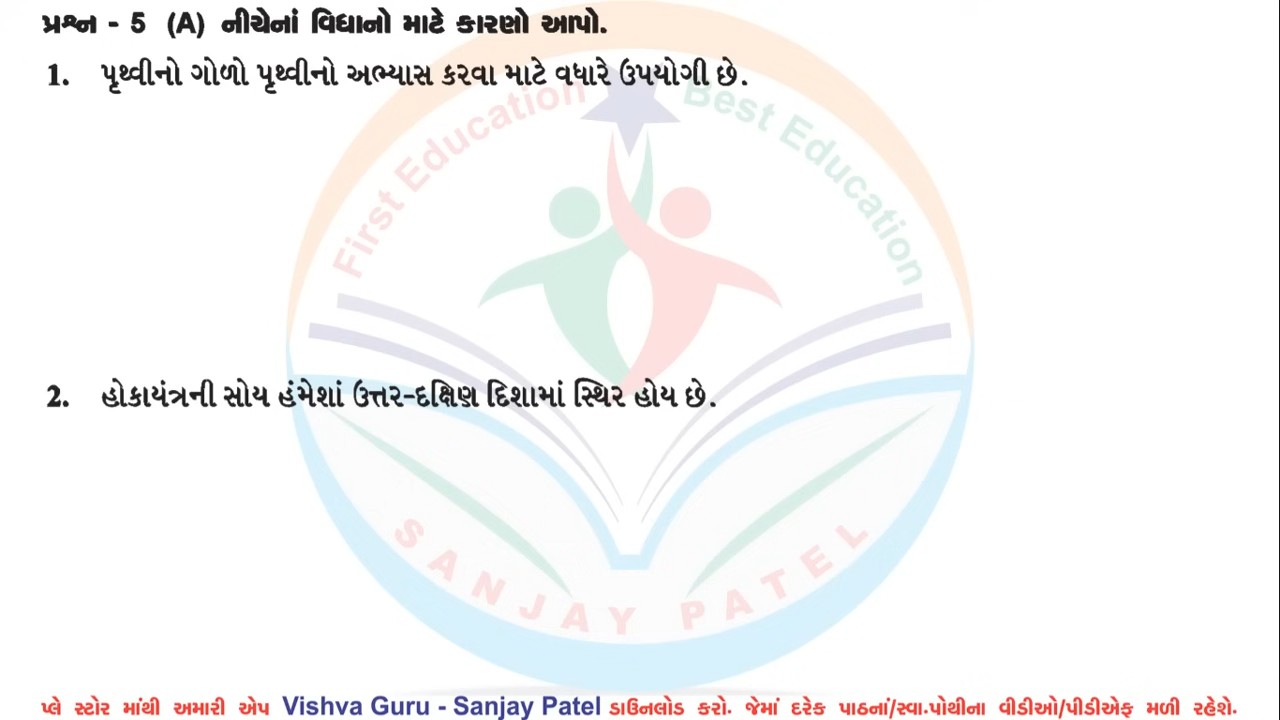 પ્રશ્ન - 5 (A) નીચેનાં વિધાનો માટે કારણો આપો.
1. પૃથ્વીનો ગોળો પૃથ્વીનો અભ્યાસ કરવા માટે વધારે ઉપયોગી છે.
First Education Best Education
2. હોકાયંત્રની સોય હંમેશાં ઉત્તર-દક્ષિણ દિશામાં સ્થિર હોય છે.
SANJAY PATEL
પ્લે સ્ટોર માંથી અમારી એપ Vishva Guru - Sanjay Patel ડાઉનલોડ કરો. જેમાં દરેક પાઠનાં/સ્વા.પોથીના વીડીઓ/પીડીએફ મળી રહેશે.